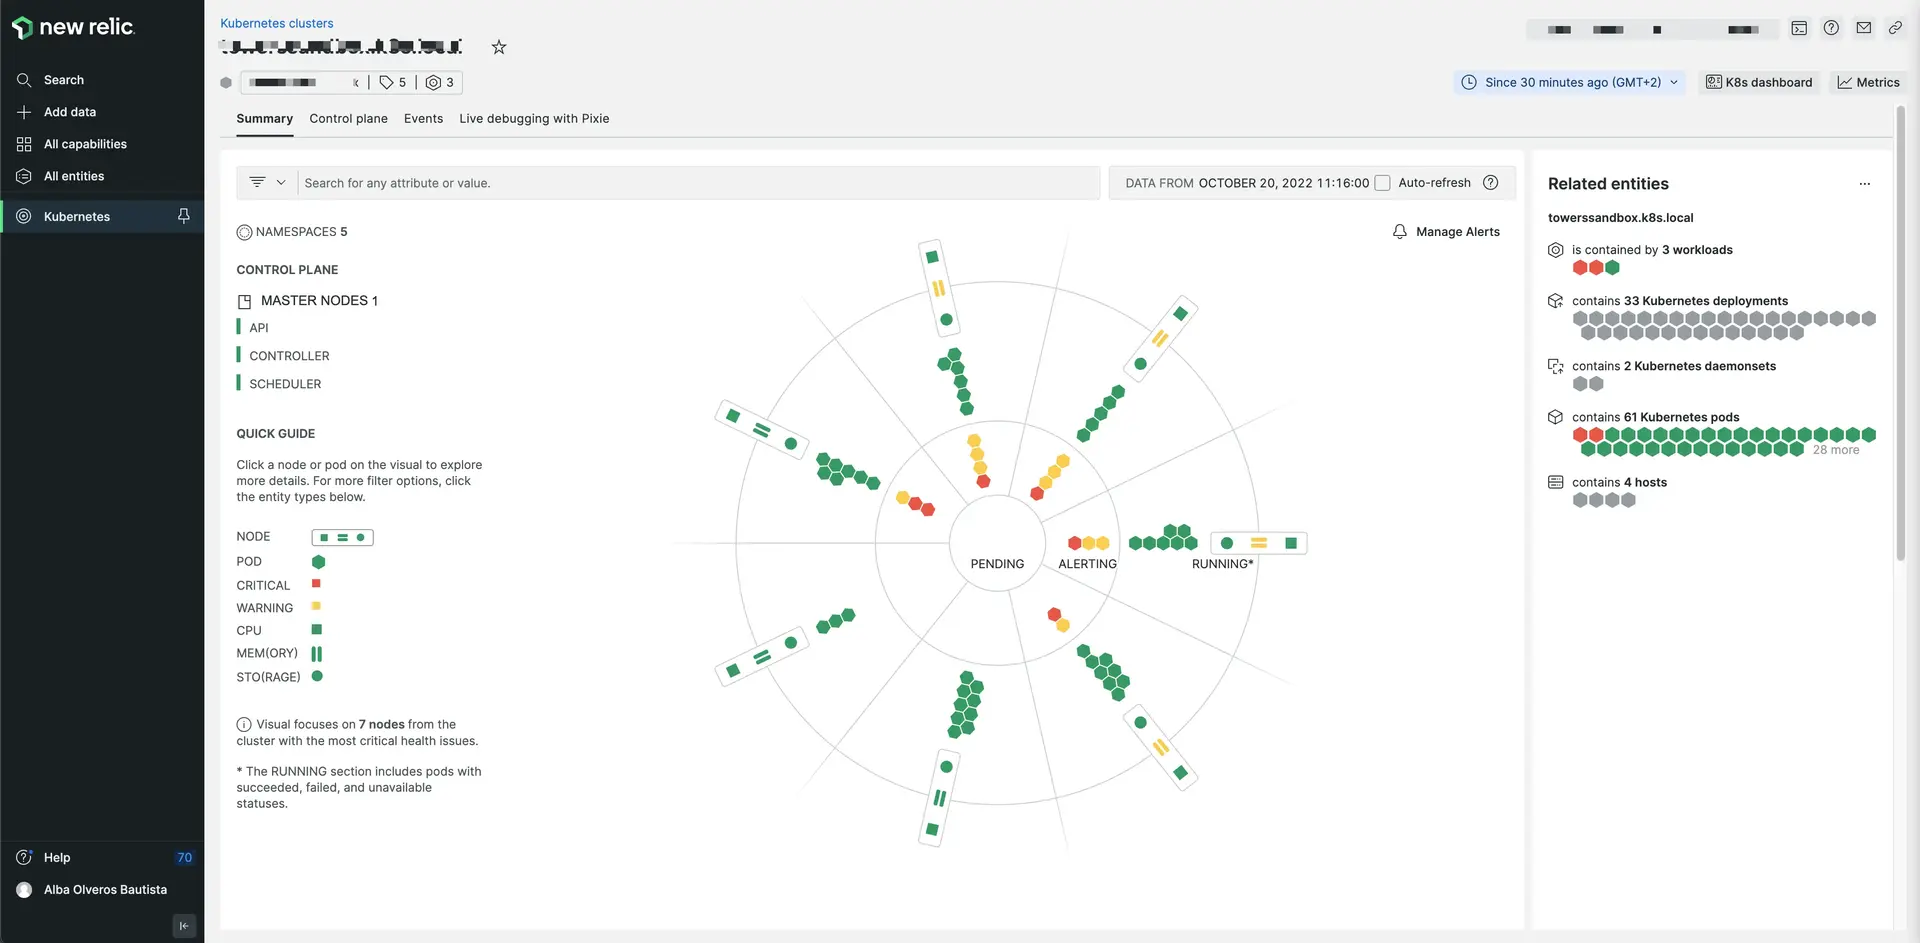 new relic.
Search
Add data
All capabilities
All entities
Kubernetes
Help 70
Alba Olveros Bautista
Kubernetes clusters
5 3
Since 30 minutes ago (GMT+2)
K8s dashboard
Metrics
Summary Control plane Events Live debugging with Pixie
Search for any attribute or value.
DATA FROM OCTOBER 20, 2022 11:16:00 Auto-refresh
NAMESPACES 5
Manage Alerts
CONTROL PLANE
MASTER NODES 1
API
CONTROLLER
SCHEDULER
QUICK GUIDE
Click a node or pod on the visual to explore
more details. For more filter options, click
the entity types below.
NODE
POD
CRITICAL
WARNING
CPU
MEM(ORY)
STO(RAGE)
Visual focuses on 7 nodes from the
cluster with the most critical health issues.
* The RUNNING section includes pods with
succeeded, failed, and unavailable
statuses.
PENDING ALERTING RUNNING*
Related entities
towerssandbox.k8s.local
is contained by 3 workloads
contains 33 Kubernetes deployments
contains 2 Kubernetes daemonsets
contains 61 Kubernetes pods
28 more
contains 4 hosts